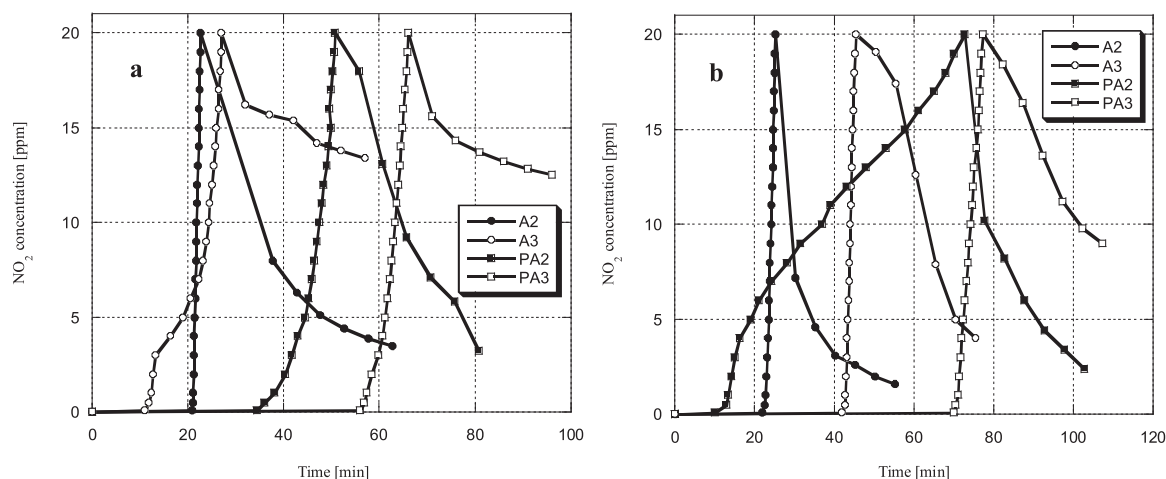 a
20
15
10
5
0
NO2 concentration [ppm]
A2
A3
PA2
PA3
0 20 40 60 80 100
Time [min]
b
20
15
10
5
0
NO2 concentration [ppm]
A2
A3
PA2
PA3
0 20 40 60 80 100 120
Time [min]